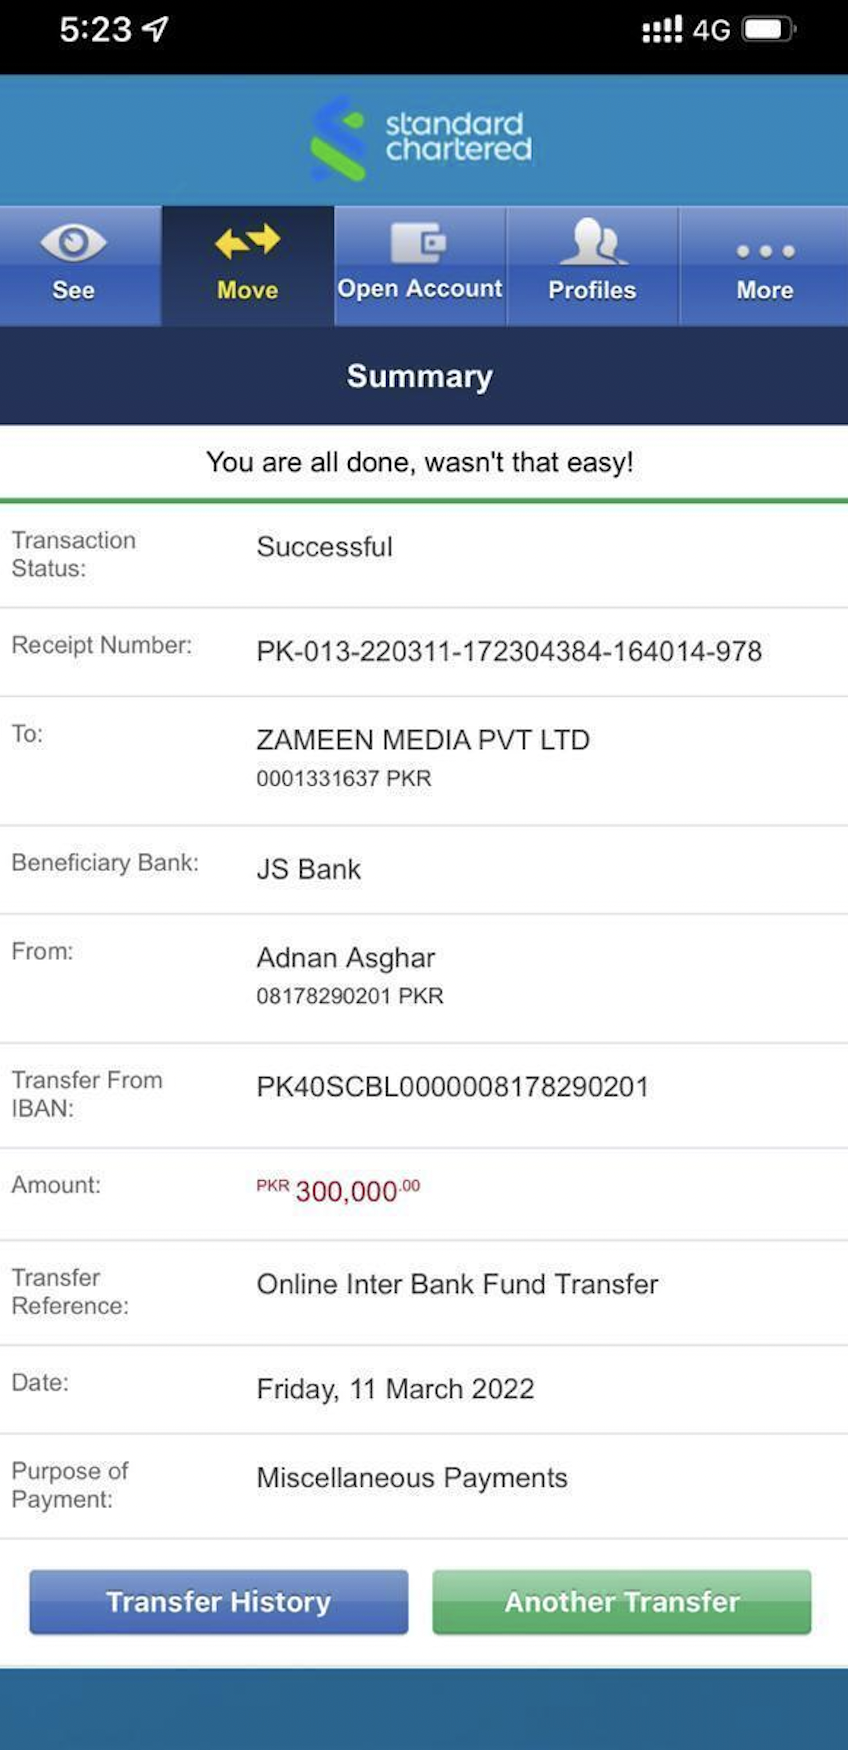 5:23
4G
standard
chartered
See
Move
Open Account
Profiles
More
Summary
You are all done, wasn't that easy!
Transaction
Status:
Successful
Receipt Number:
PK-013-220311-172304384-164014-978
To:
ZAMEEN MEDIA PVT LTD
0001331637 PKR
Beneficiary Bank:
JS Bank
From:
Adnan Asghar
08178290201 PKR
Transfer From
IBAN:
PK40SCBL0000008178290201
Amount:
PKR 300,000.00
Transfer
Reference:
Online Inter Bank Fund Transfer
Date:
Friday, 11 March 2022
Purpose of
Payment:
Miscellaneous Payments
Transfer History
Another Transfer